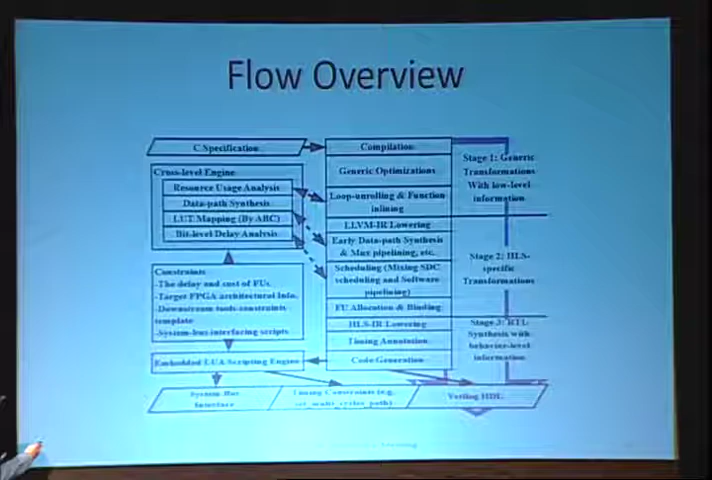 Flow Overview
C Specification
Compilation
Generic Optimizations
Loop-unrolling & Function
inlining
LLVM-IR Lowering
Early Data-path Synthesis
& Mux pipelining, etc.
Scheduling (Mixing SDC
scheduling and Software
pipelining)
FU Allocation & Binding
HLS-IR Lowering
Timing Annotation
Code Generation
Cross-level Engine
Resource Usage Analysis
Data-path Synthesis
LUT Mapping (By ABC)
Bit-level Delay Analysis
Constraints
-The delay and cost of FUs
-Target FPGA architectural Info.
-Downstream tools constraints
template
-System-bus interfacing scripts
Embedded LUA Scripting Engine
Stage 1: Generic
Transformations
With low-level
information
Stage 2: HLS-
specific
Transformations
Stage 3: RTL
Synthesis with
behavior-level
information
System-Bus
Interface
Timing Constraints (e.g.
set_multi_cycles_path)
Verilog HDL